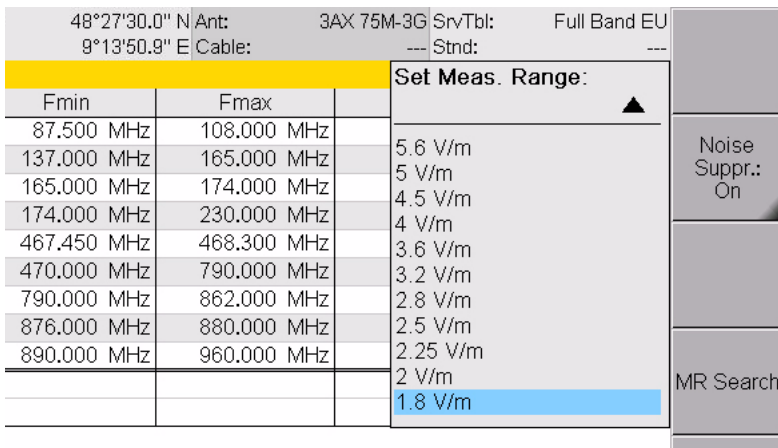 48°27'30.0" N Ant: 3AX 75M-3G SrvTbl: Full Band EU
9°13'50.9" E Cable: --- Stnd: ---
Set Meas. Range:
Fmin Fmax
87.500 MHz 108.000 MHz
137.000 MHz 165.000 MHz
165.000 MHz 174.000 MHz
174.000 MHz 230.000 MHz
467.450 MHz 468.300 MHz
470.000 MHz 790.000 MHz
790.000 MHz 862.000 MHz
876.000 MHz 880.000 MHz
890.000 MHz 960.000 MHz
5.6 V/m
5 V/m
4.5 V/m
4 V/m
3.6 V/m
3.2 V/m
2.8 V/m
2.5 V/m
2.25 V/m
2 V/m
1.8 V/m
Noise
Suppr.:
On
MR Search